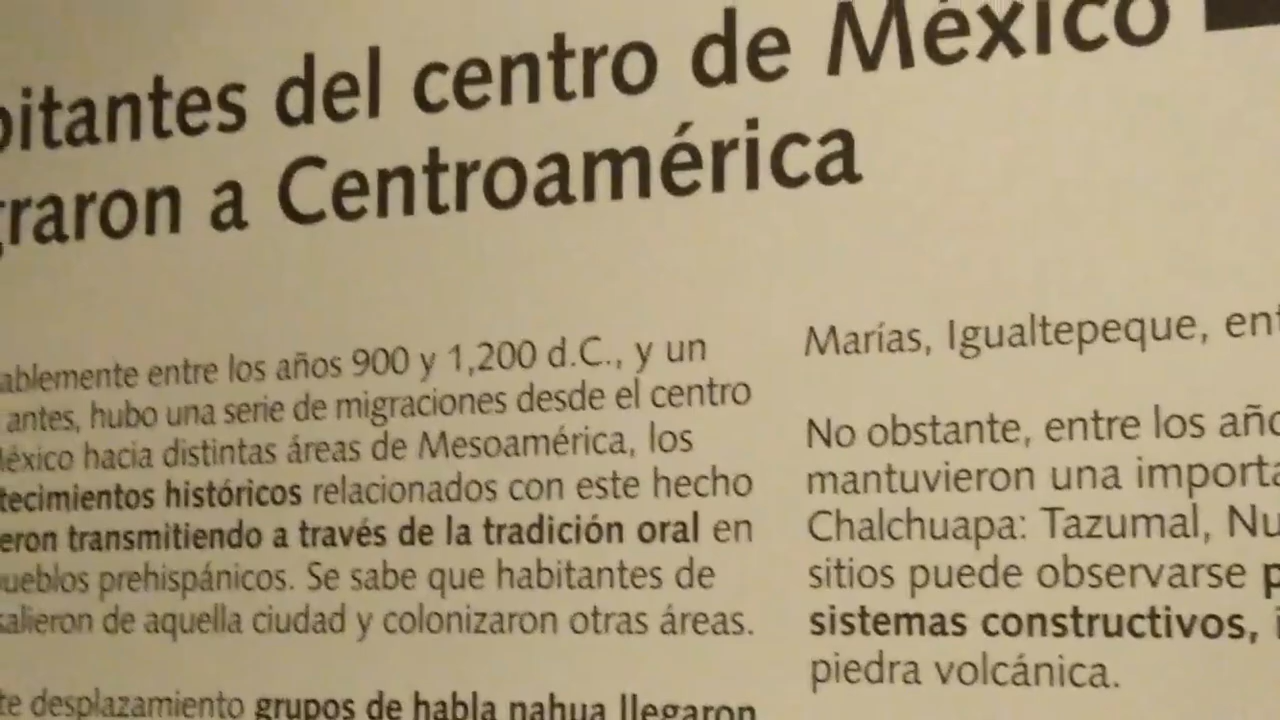 bitantes del centro de México
graron a Centroamérica
ablemente entre los años 900 y 1,200 d.C., y un
antes, hubo una serie de migraciones desde el centro
México hacia distintas áreas de Mesoamérica, los
tecimientos históricos relacionados con este hecho
eron transmitiendo a través de la tradición oral en
pueblos prehispánicos. Se sabe que habitantes de
salieron de aquella ciudad y colonizaron otras áreas.
te desplazamiento grupos de habla nahua llegaron
Marías, Igualtepeque, ent
No obstante, entre los año
mantuvieron una importa
Chalchuapa: Tazumal, Nu
sitios puede observarse p
sistemas constructivos,
piedra volcánica.